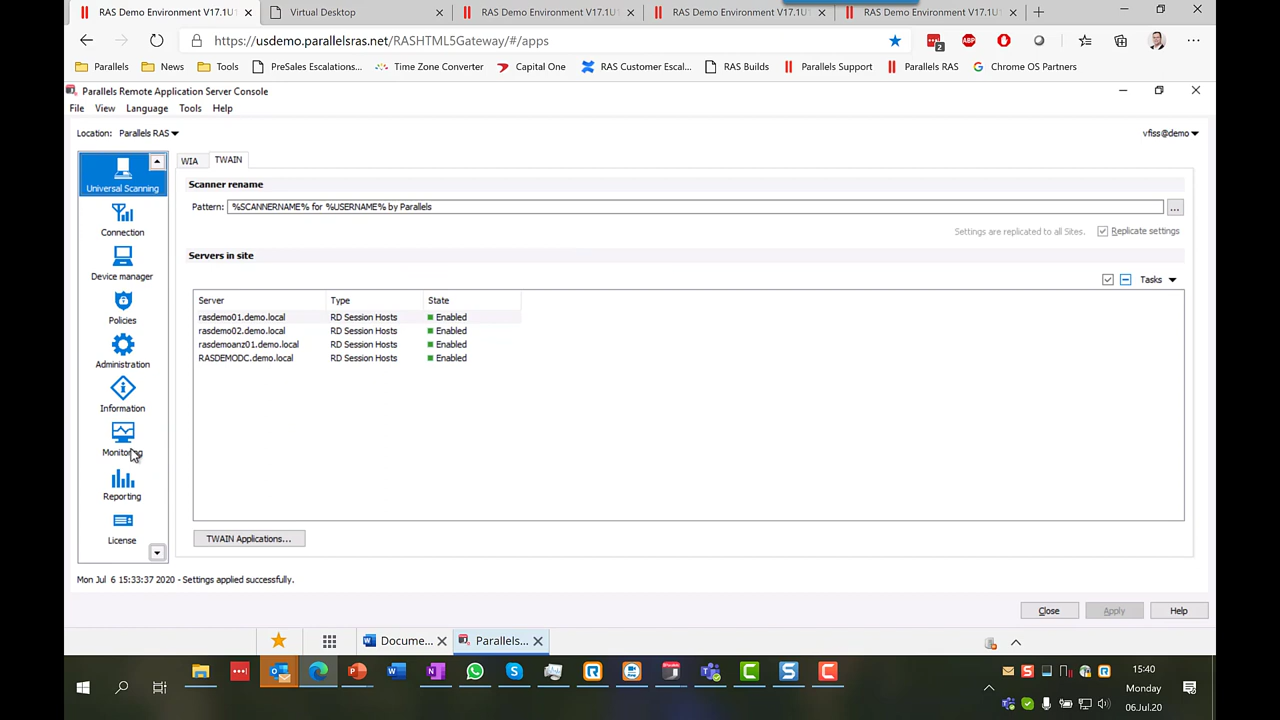 RAS Demo Environment V17.1U1
Virtual Desktop
RAS Demo Environment V17.1U
RAS Demo Environment V17.1U
RAS Demo Environment V17.1U
https://usdemo.parallelsras.net/RASHTML5Gateway/#/apps
2
ABP
Parallels
News
Tools
PreSales Escalations...
Time Zone Converter
Capital One
RAS Customer Escal...
RAS Builds
Parallels Support
Parallels RAS
Chrome OS Promotions
Parallels Remote Application Server Console
File View Language Tools Help
Location: Parallels RAS
vfiss@demo
Universal Scanning
Connection
Device manager
Policies
Administration
Information
Monitoring
Reporting
License
WIA TWAIN
Scanner rename
Pattern: %SCANNERNAME% for %USERNAME% by Parallels
...
Settings are replicated to all Sites. Replicate settings
Servers in site
Tasks
Server Type State
rasdemo01.demo.local RD Session Hosts Enabled
rasdemo02.demo.local RD Session Hosts Enabled
rasdemoanz01.demo.local RD Session Hosts Enabled
RASDEMODC.demo.local RD Session Hosts Enabled
TWAIN Applications...
Mon Jul 6 15:33:37 2020 - Settings applied successfully.
Close Apply Help
Docume...
Parallels...
15:40
Monday
06.Jul.20